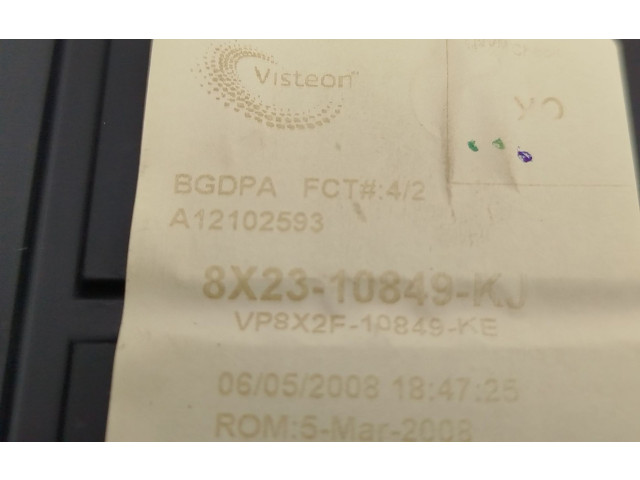 Visteon
OK
BGDPA FCT#:4/2
A12102593
8X23-10849-KJ
VP8X2F-10849-KE
06/05/2008 18:47:25
ROM:5-Mar-2008